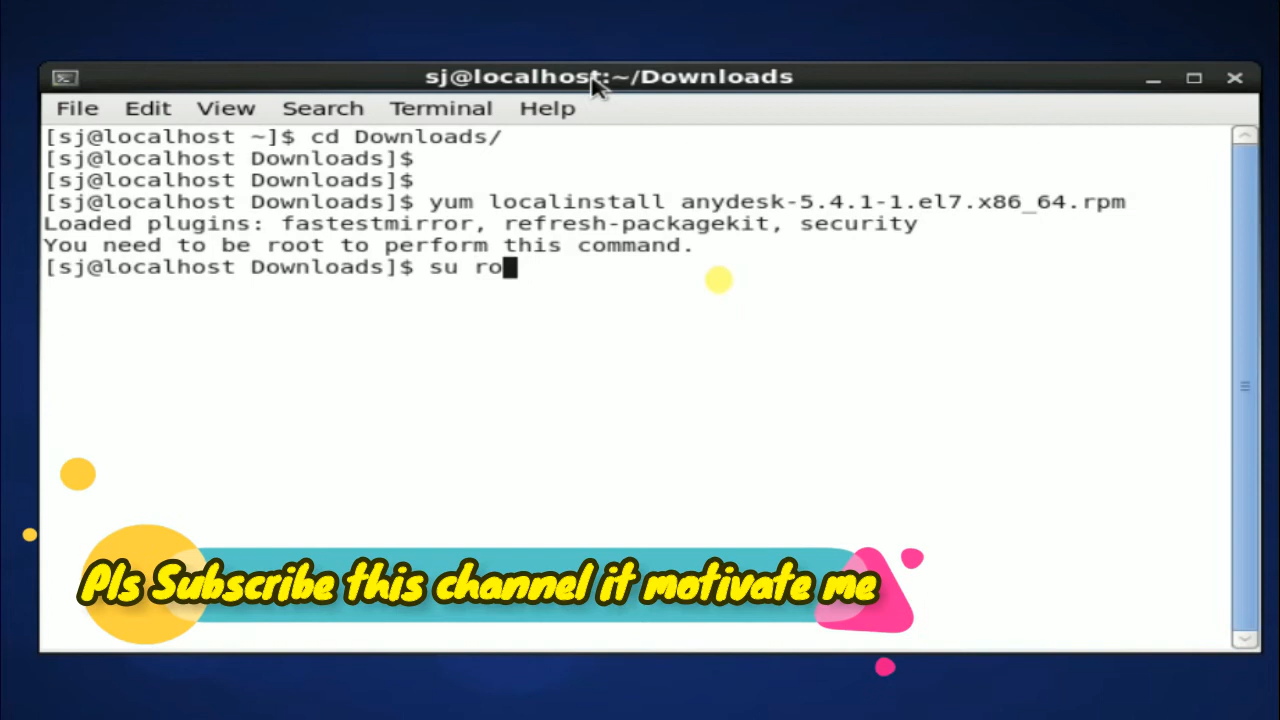 sj@localhost:~/Downloads
File Edit View Search Terminal Help
[sj@localhost ~]$ cd Downloads/
[sj@localhost Downloads]$
[sj@localhost Downloads]$
[sj@localhost Downloads]$ yum localinstall anydesk-5.4.1-1.el7.x86_64.rpm
Loaded plugins: fastestmirror, refresh-packagekit, security
You need to be root to perform this command.
[sj@localhost Downloads]$ su ro
Pls Subscribe this channel it motivate me